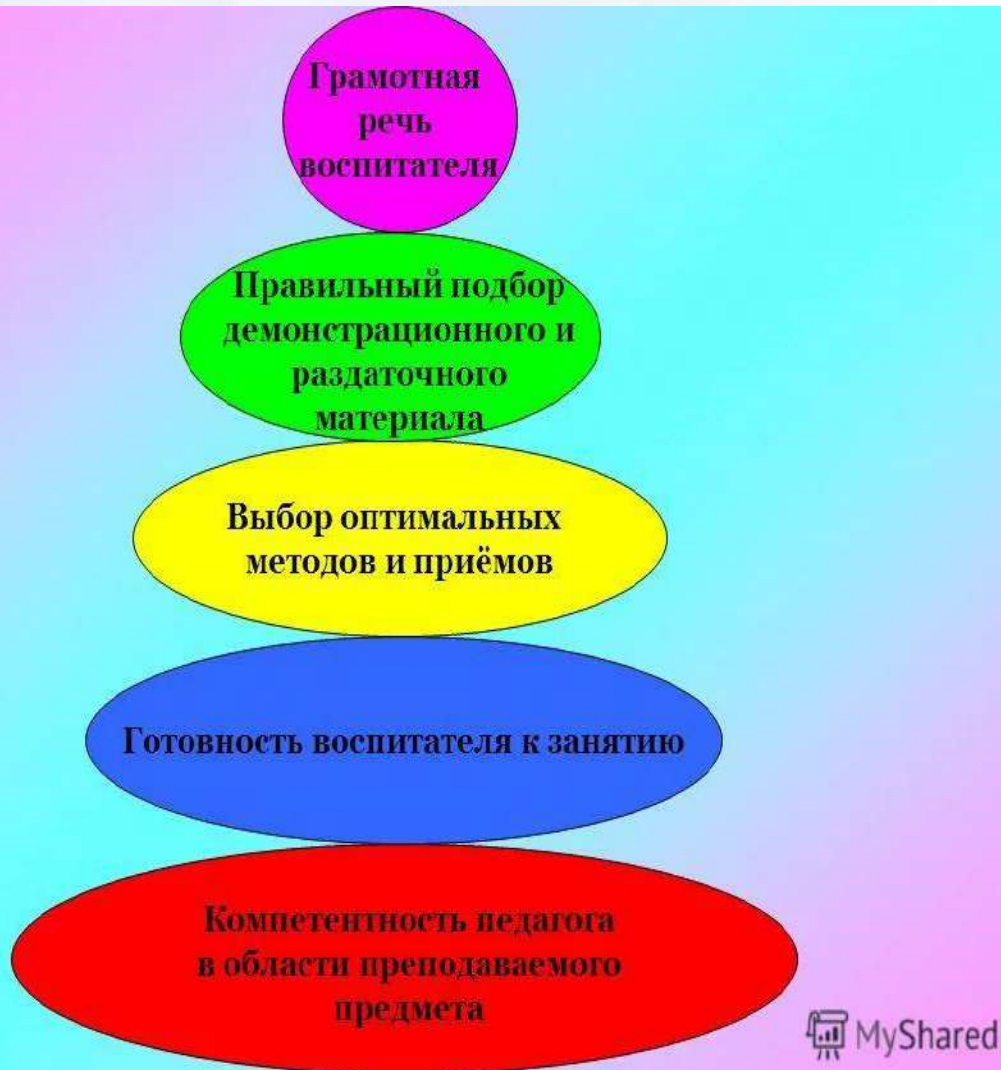 Грамотная
речь
воспитателя
Правильный подбор
демонстрационного и
раздаточного
материала
Выбор оптимальных
методов и приёмов
Готовность воспитателя к занятию
Компетентность педагога
в области преподаваемого
предмета
MyShared